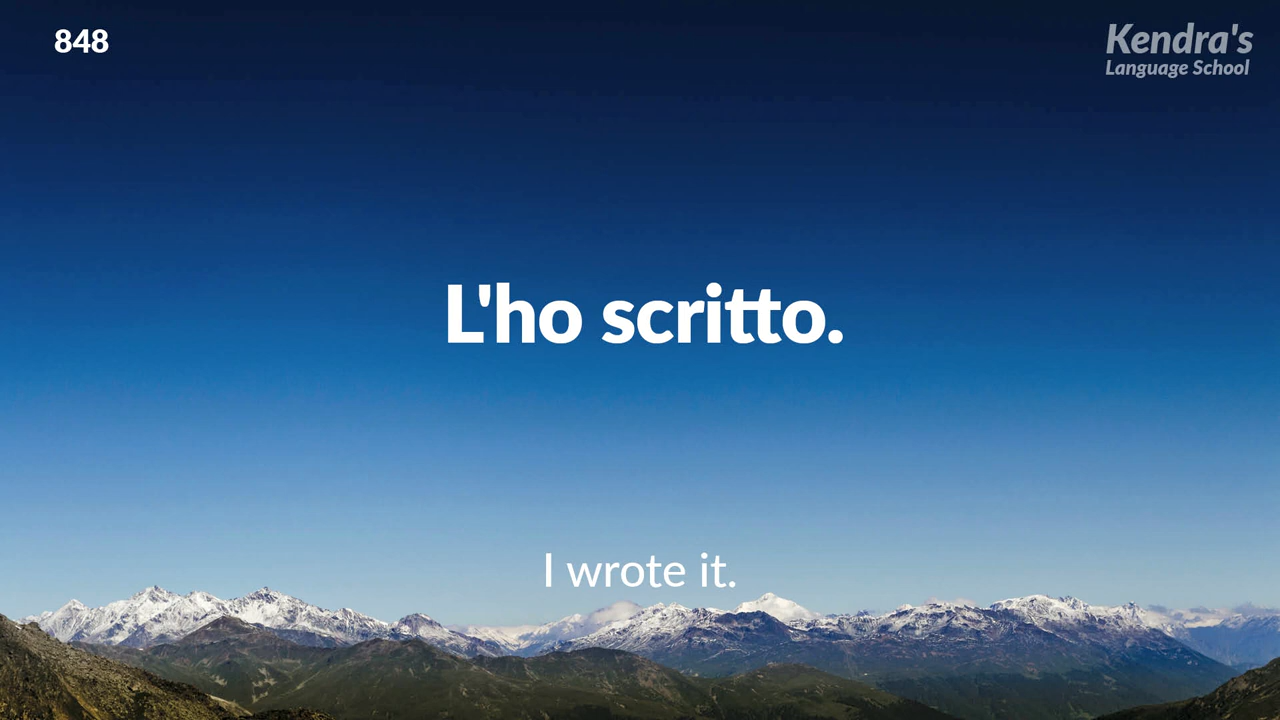 848
Kendra's
Language School
L'ho scritto.
I wrote it.